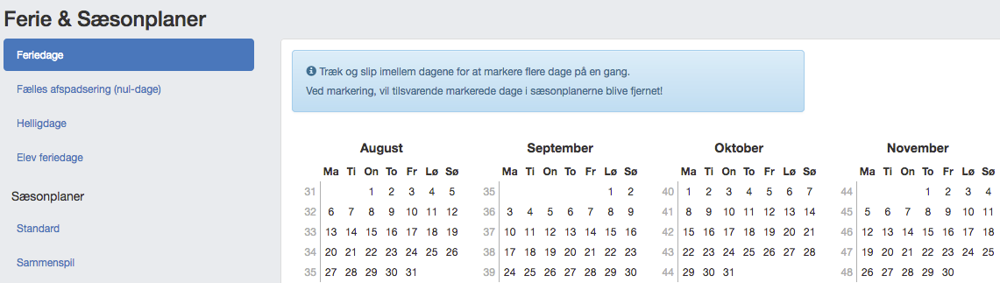 Ferie & Sæsonplaner
Feriedage
Fælles afspadsering (nul-dage)
Helligdage
Elev feriedage
Sæsonplaner
Standard
Sammenspil
Træk og slip imellem dagene for at markere flere dage på en gang.
Ved markering, vil tilsvarende markerede dage i sæsonplanerne blive fjernet!
August
Ma Ti On To Fr Lø Sø
31 1 2 3 4 5
32 6 7 8 9 10 11 12
33 13 14 15 16 17 18 19
34 20 21 22 23 24 25 26
35 27 28 29 30 31
September
Ma Ti On To Fr Lø Sø
35 1 2
36 3 4 5 6 7 8 9
37 10 11 12 13 14 15 16
38 17 18 19 20 21 22 23
39 24 25 26 27 28 29 30
Oktober
Ma Ti On To Fr Lø Sø
40 1 2 3 4 5 6 7
41 8 9 10 11 12 13 14
42 15 16 17 18 19 20 21
43 22 23 24 25 26 27 28
44 29 30 31
November
Ma Ti On To Fr Lø Sø
44 1 2 3 4
45 5 6 7 8 9 10 11
46 12 13 14 15 16 17 18
47 19 20 21 22 23 24 25
48 26 27 28 29 30